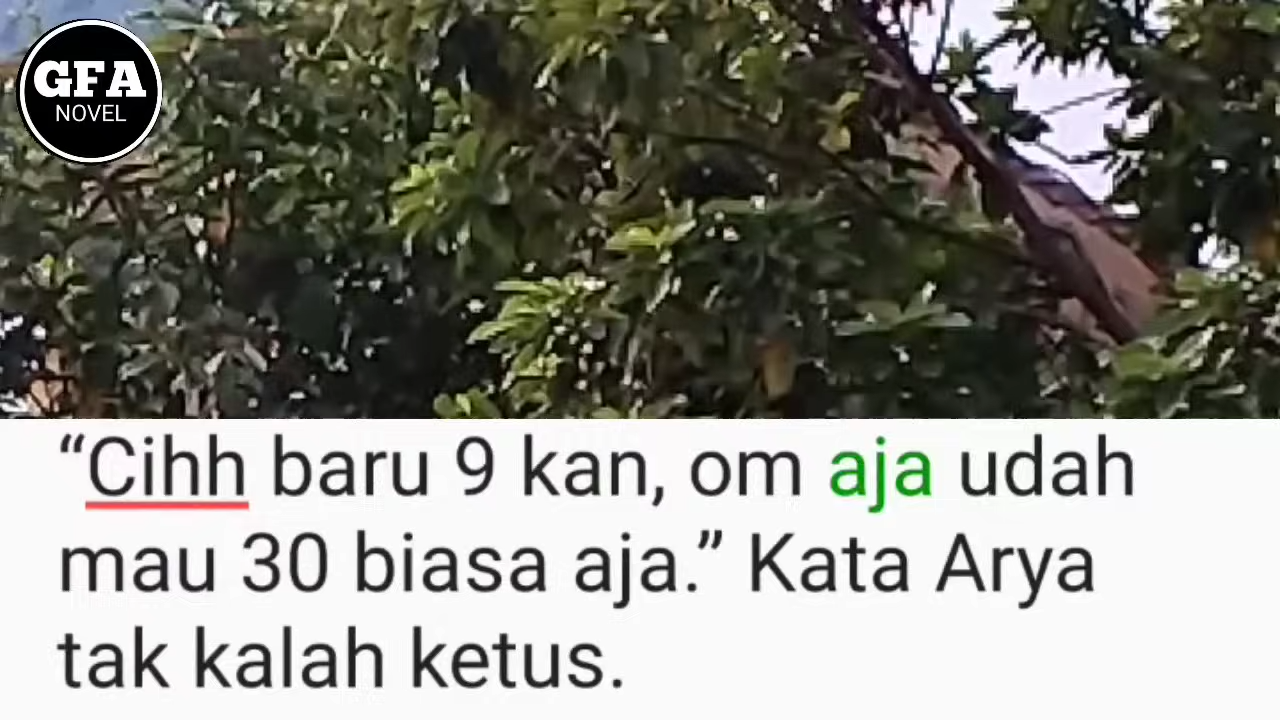 GFA
NOVEL
“Cihh baru 9 kan, om aja udah
mau 30 biasa aja.” Kata Arya
tak kalah ketus.